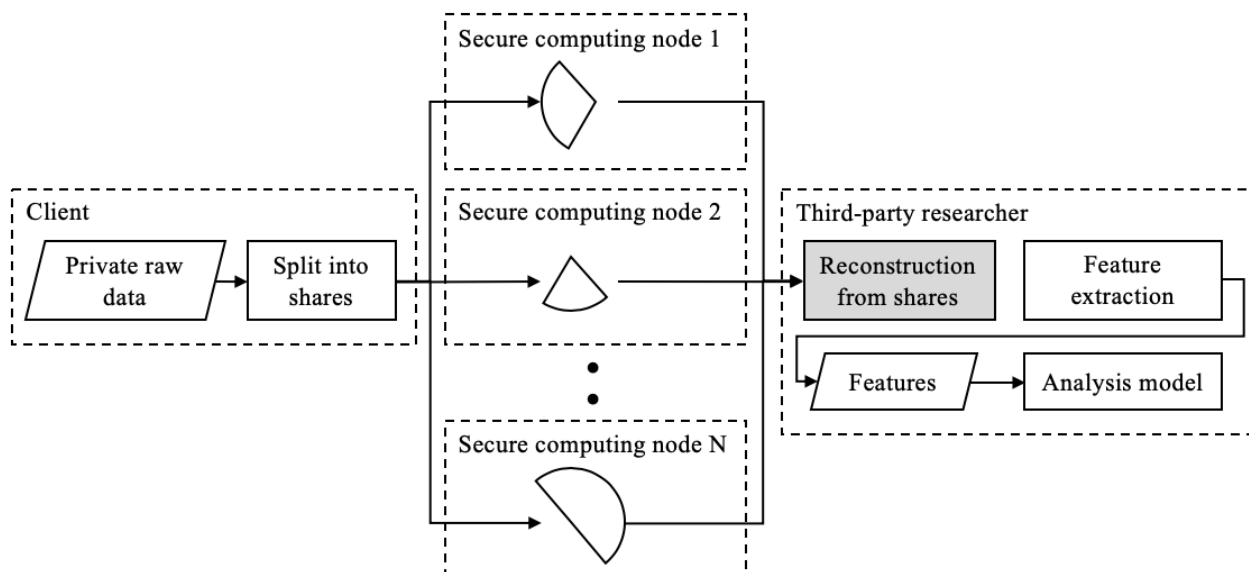 Secure computing node 1
Client
Private raw
data
Split into
shares
Secure computing node 2
Secure computing node N
Third-party researcher
Reconstruction
from shares
Feature
extraction
Features
Analysis model